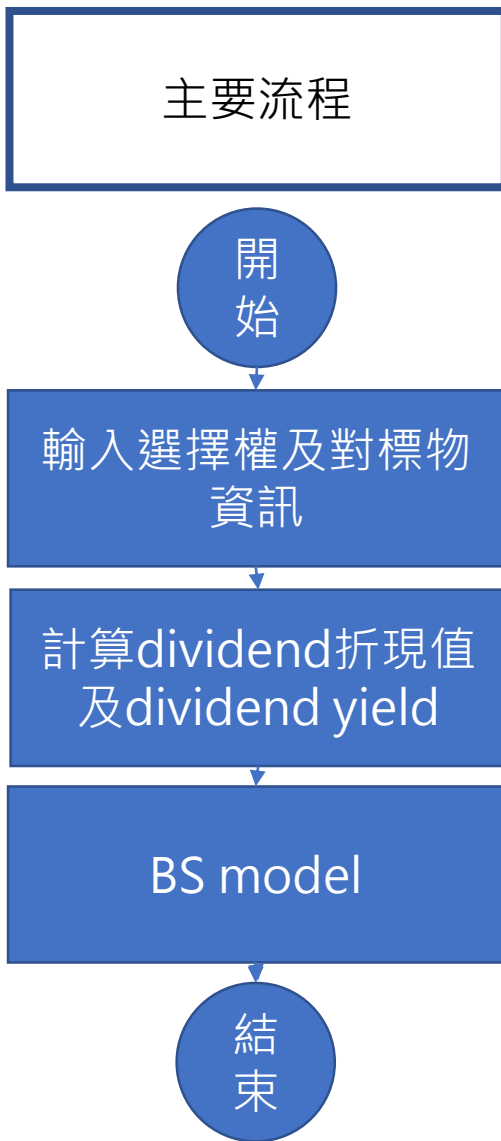 主要流程
開
始
輸入選擇權及對標物
資訊
計算dividend折現值
及dividend yield
BS model
結
束